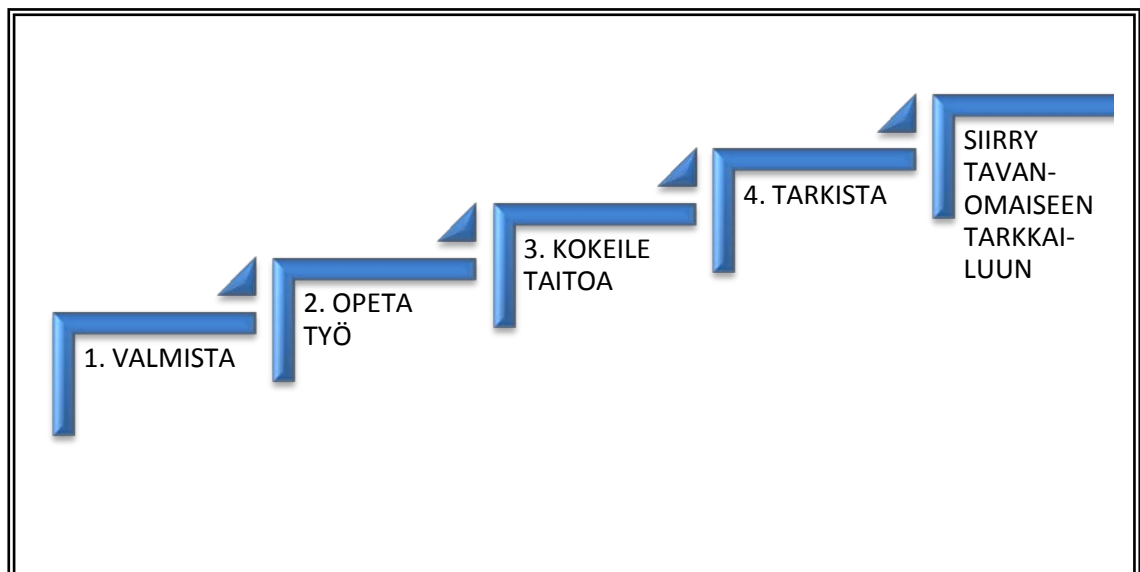 1. VALMISTA
2. OPETA
TYÖ
3. KOKEILE
TAITOA
4. TARKISTA
SIIRRY
TAVAN-
OMAISEEN
TARKKAI-
LUUN